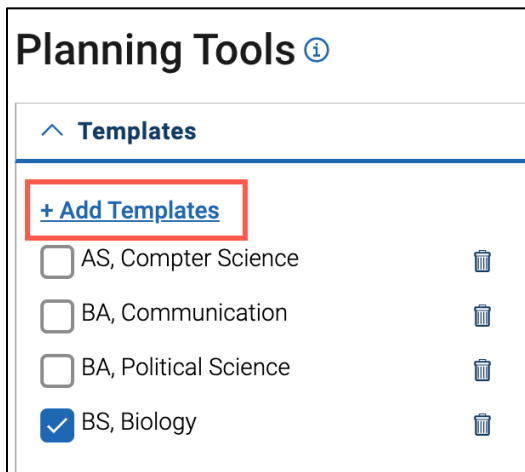 Planning Tools
Templates
+ Add Templates
AS, Compter Science
BA, Communication
BA, Political Science
BS, Biology